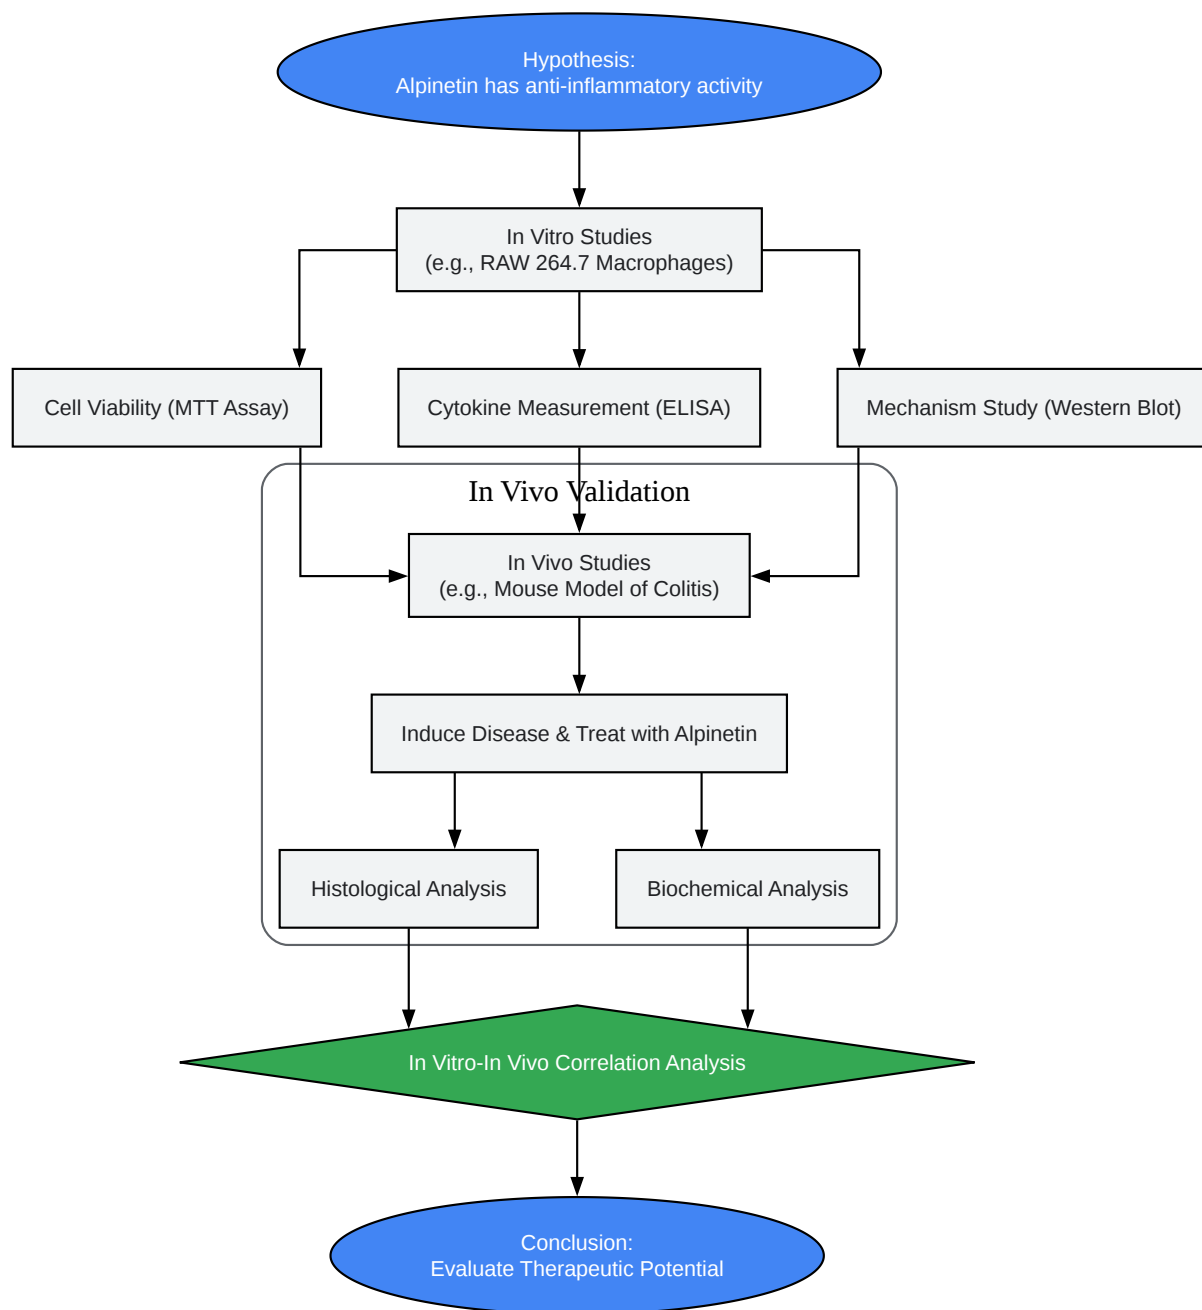 Hypothesis:
Alpinetin has anti-inflammatory activity
In Vitro Studies
(e.g., RAW 264.7 Macrophages)
Cell Viability (MTT Assay)
Cytokine Measurement (ELISA)
Mechanism Study (Western Blot)
In Vivo Validation
In Vivo Studies
(e.g., Mouse Model of Colitis)
Induce Disease & Treat with Alpinetin
Histological Analysis
Biochemical Analysis
In Vitro-In Vivo Correlation Analysis
Conclusion:
Evaluate Therapeutic Potential